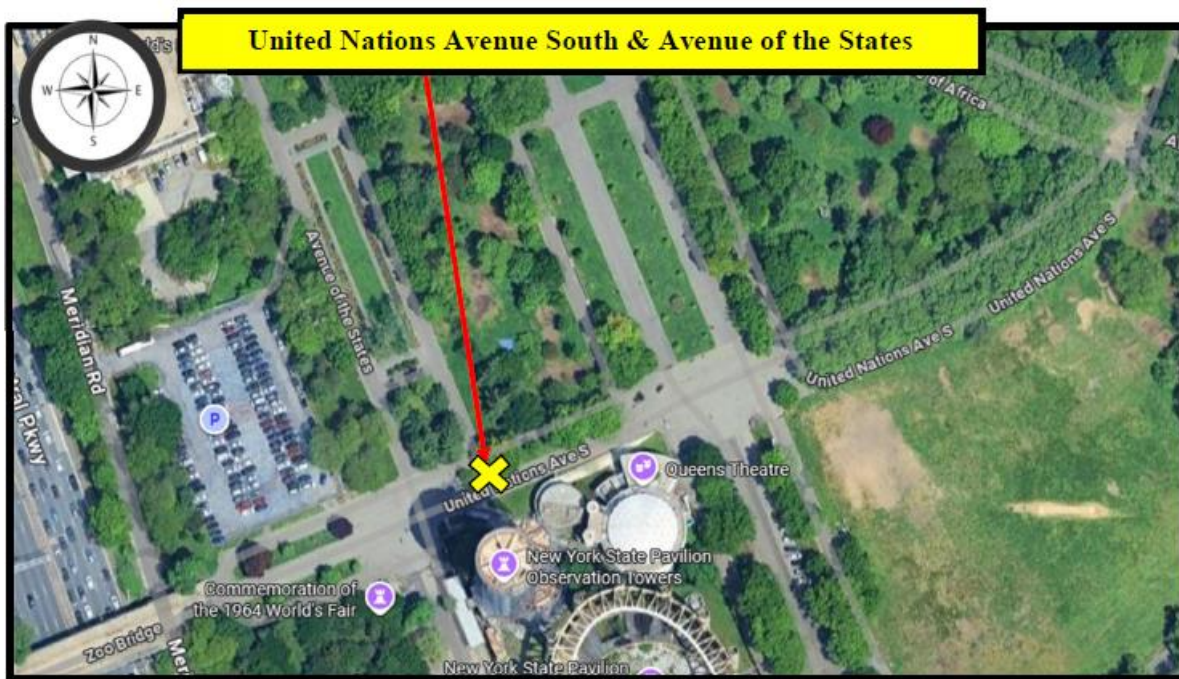 United Nations Avenue South & Avenue of the States
N
W
E
S
of Africa
Avenue of the States
Meridian Rd
United Nations Ave S
United Nations Ave S
P
Pkwy
United Nations Ave S
Queens Theatre
New York State Pavilion
Observation Towers
Commemoration of
the 1964 World's Fair
Zoo Bridge
New York State Pavilion